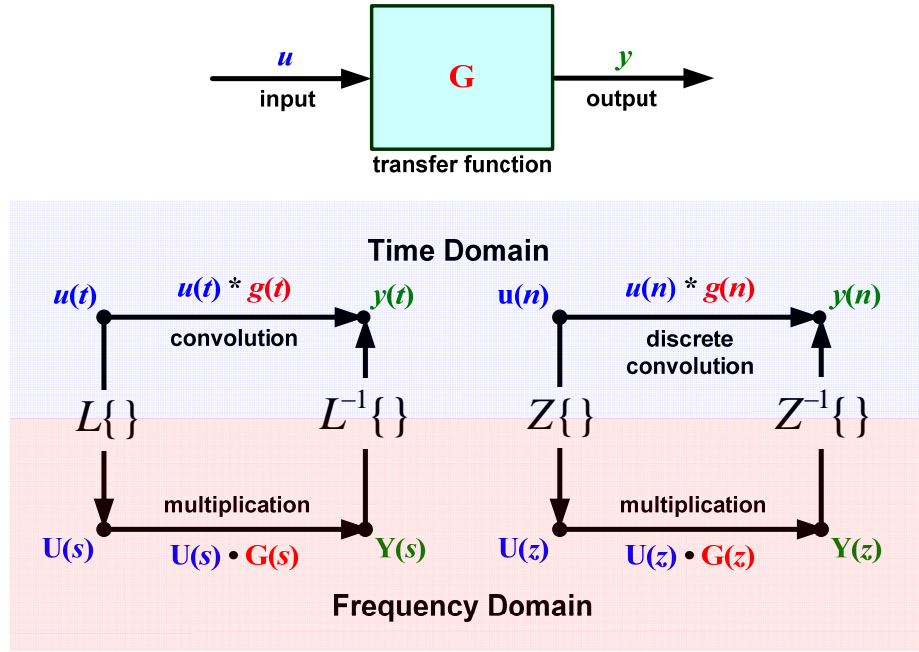 u y
G
input output
transfer function
Time Domain
u(t) u(t) * g(t) y(t) u(n) u(n) * g(n) y(n)
convolution discrete
convolution
L{} L⁻¹{} Z{} Z⁻¹{}
multiplication multiplication
U(s) U(s) • G(s) Y(s) U(z) U(z) • G(z) Y(z)
Frequency Domain